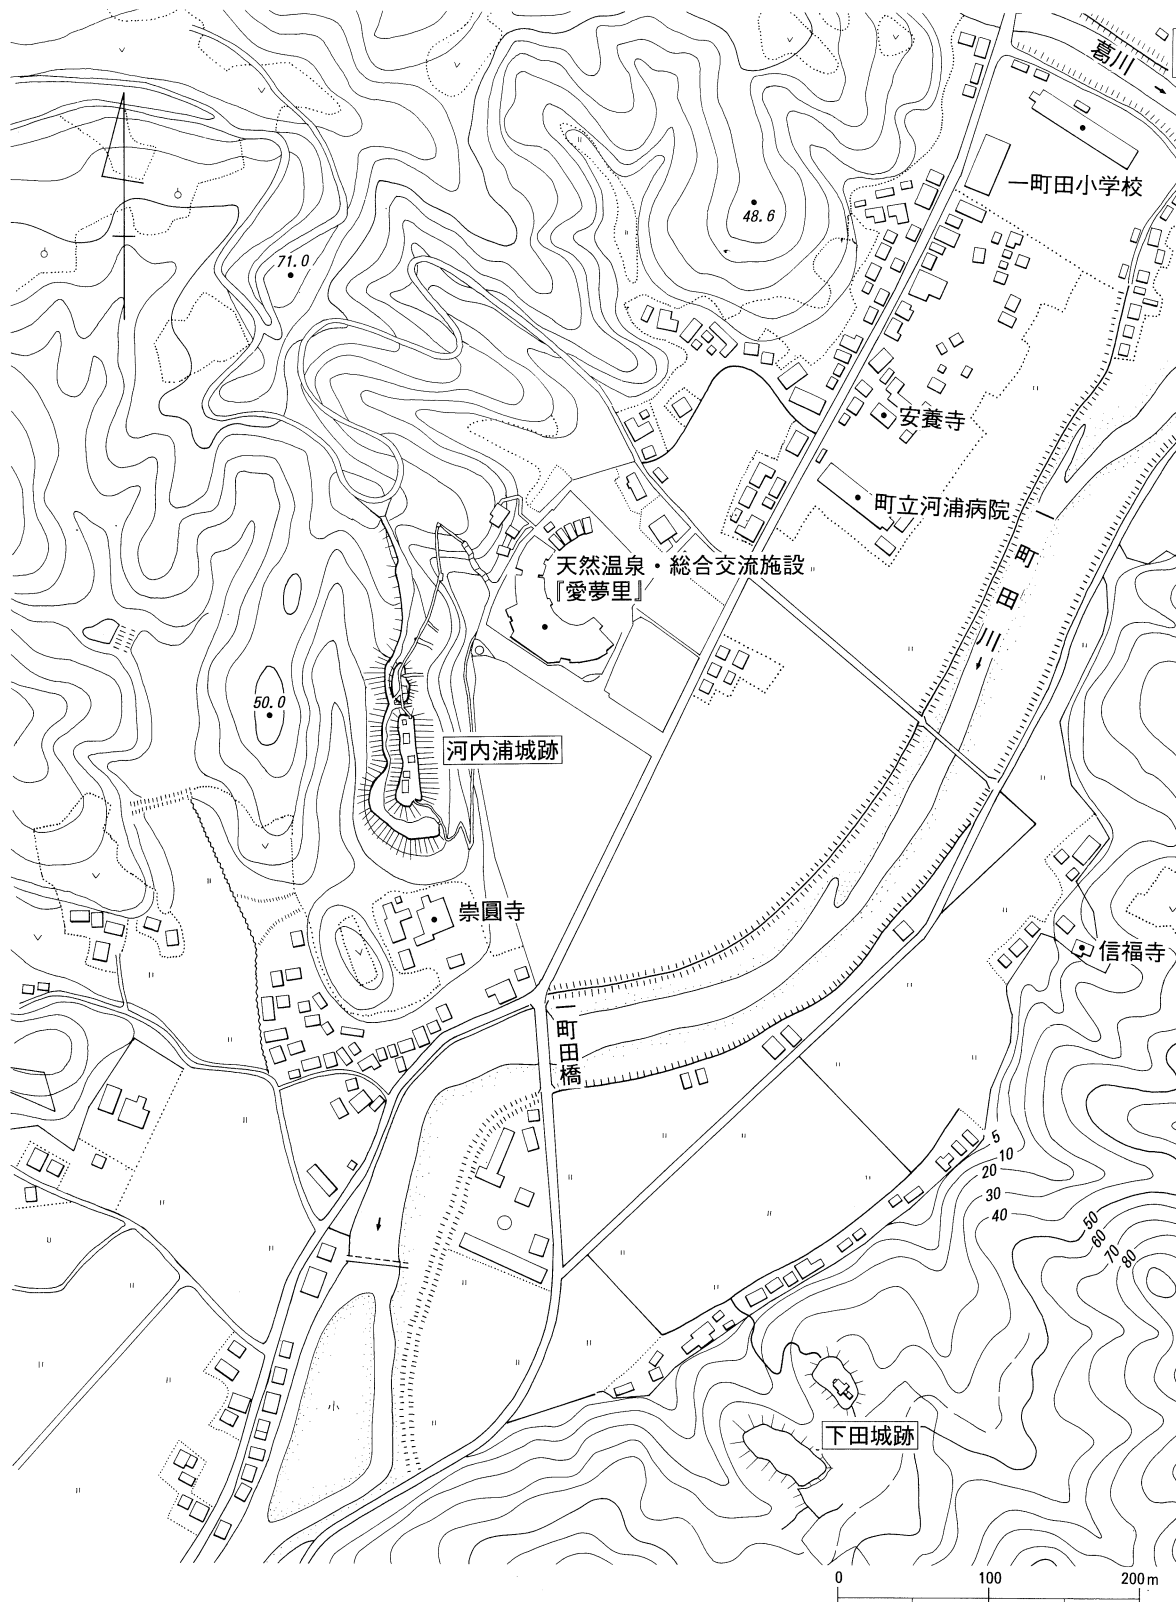 葛川
一町田小学校
48.6
71.0
安養寺
町立河浦病院
一町田川
天然温泉・総合交流施設
『愛夢里』
50.0
河内浦城跡
崇圓寺
信福寺
一町田橋
5
10
20
30
40
50
60
70
80
下田城跡
0 100 200m